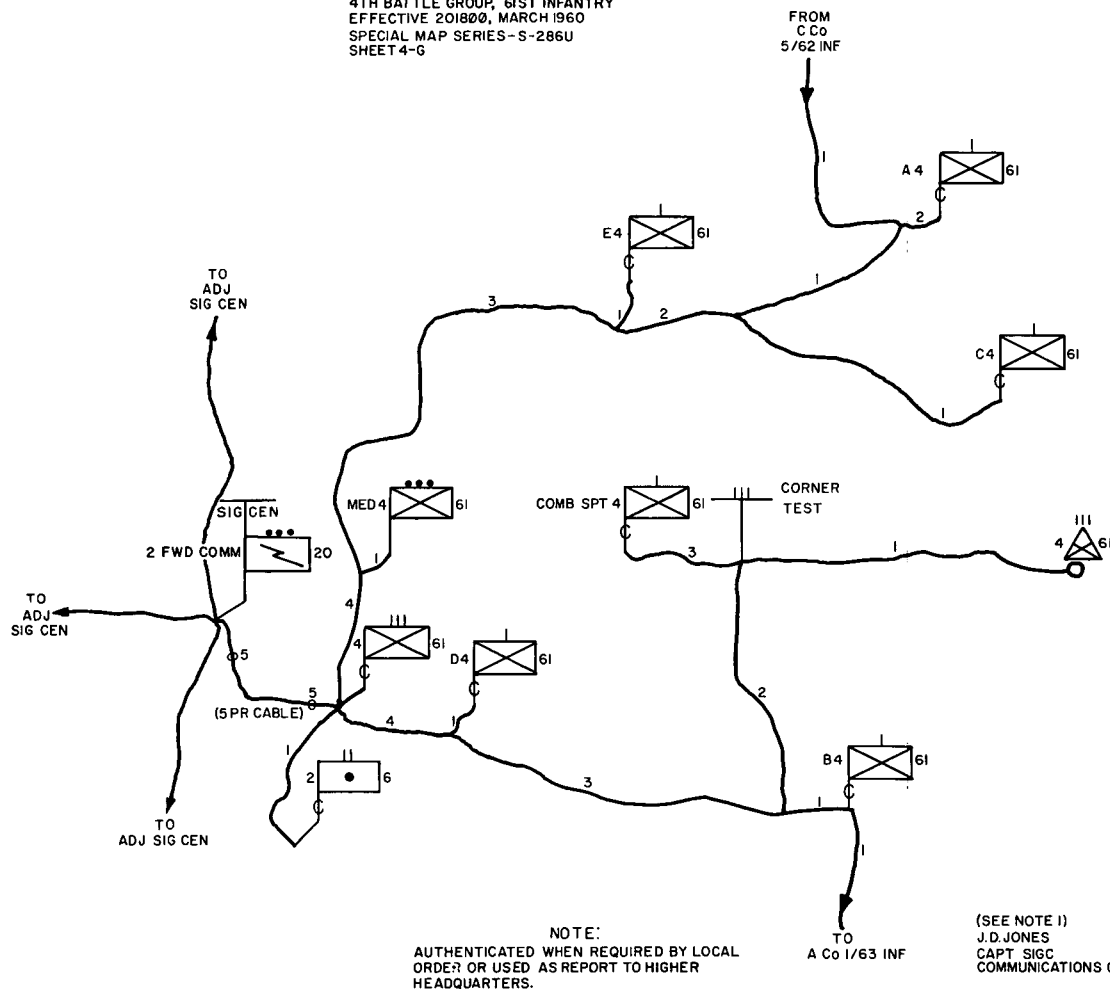 4TH BATTLE GROUP, 61ST INFANTRY
EFFECTIVE 201800, MARCH 1960
SPECIAL MAP SERIES-S-286U
SHEET 4-G
FROM
C Co
5/62 INF
1
A 4
61
C
2
E4
61
C
1
TO
ADJ
SIG CEN
3
1
2
C4
61
C
1
SIG CEN
2 FWD COMM
20
MED 4
61
1
COMB SPT 4
61
C
CORNER
TEST
3
1
4
61
TO
ADJ
SIG CEN
4
4
61
C
D4
61
C
5
5
(5 PR CABLE)
4
1
2
1
3
2
6
C
B4
61
C
1
1
TO
ADJ SIG CEN
TO
A Co 1/63 INF
NOTE:
AUTHENTICATED WHEN REQUIRED BY LOCAL
ORDER OR USED AS REPORT TO HIGHER
HEADQUARTERS.
(SEE NOTE 1)
J.D. JONES
CAPT SIGC
COMMUNICATIONS